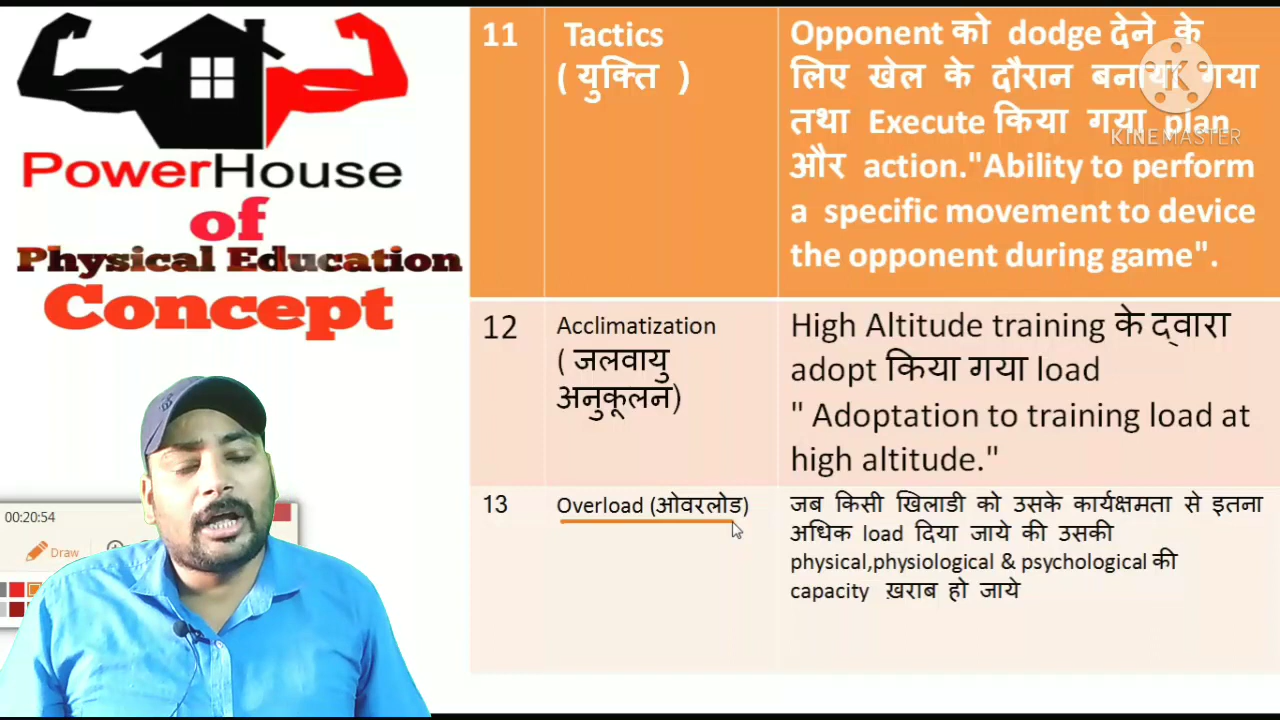 PowerHouse
of
Physical Education
Concept
11
Tactics
( युक्ति )
Opponent को dodge देने के
लिए खेल के दौरान बनाया गया
तथा Execute किया गया plan
और action."Ability to perform
a specific movement to device
the opponent during game".
K
KINEMASTER
12
Acclimatization
( जलवायु
अनुकूलन)
High Altitude training के द्वारा
adopt किया गया load
" Adoptation to training load at
high altitude."
13
Overload (ओवरलोड)
जब किसी खिलाडी को उसके कार्यक्षमता से इतना
अधिक load दिया जाये की उसकी
physical,physiological & psychological की
capacity ख़राब हो जाये
00:20:54
Draw